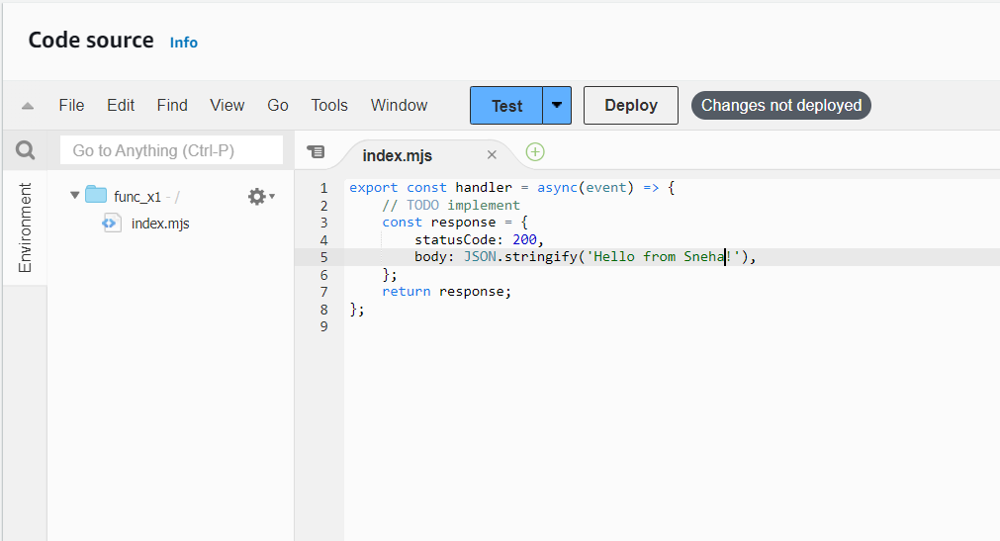 Code source Info
File Edit Find View Go Tools Window Test Deploy Changes not deployed
Go to Anything (Ctrl-P)
index.mjs
Environment
func_x1 - /
index.mjs
1 export const handler = async(event) => {
2     // TODO implement
3     const response = {
4         statusCode: 200,
5         body: JSON.stringify('Hello from Sneha!'),
6     };
7     return response;
8 };
9